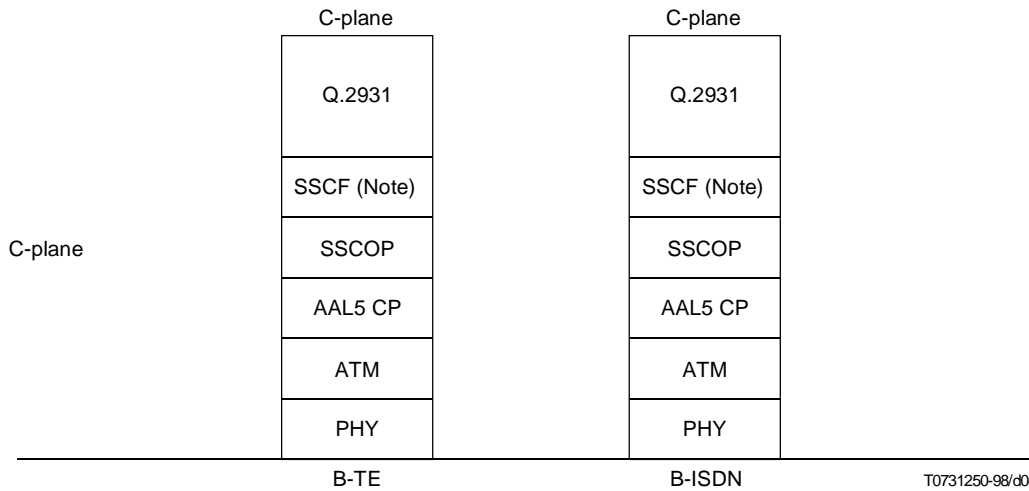 C-plane C-plane
Q.2931 Q.2931
SSCF (Note) SSCF (Note)
C-plane SSCOP SSCOP
AAL5 CP AAL5 CP
ATM ATM
PHY PHY
B-TE B-ISDN T0731250-98/d0